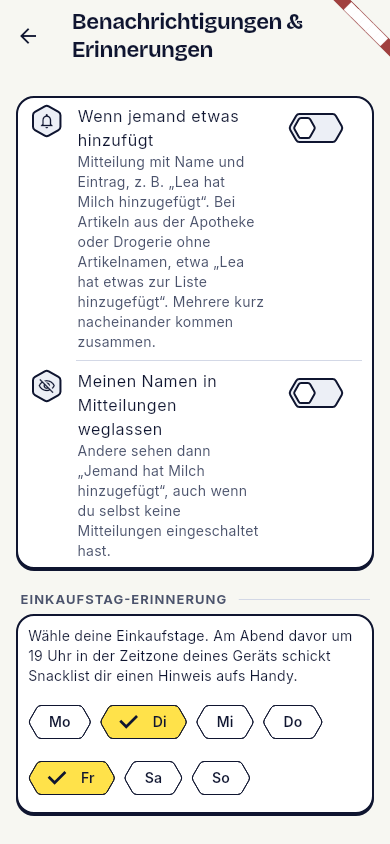 Benachrichtigungen &
Erinnerungen
Wenn jemand etwas
hinzufügt
Mitteilung mit Name und
Eintrag, z. B. „Lea hat
Milch hinzugefügt“. Bei
Artikeln aus der Apotheke
oder Drogerie ohne
Artikelnamen, etwa „Lea
hat etwas zur Liste
hinzugefügt“. Mehrere kurz
nacheinander kommen
zusammen.
Meinen Namen in
Mitteilungen
weglassen
Andere sehen dann
„Jemand hat Milch
hinzugefügt“, auch wenn
du selbst keine
Mitteilungen eingeschaltet
hast.
EINKAUFSTAG-ERINNERUNG
Wähle deine Einkaufstage. Am Abend davor um
19 Uhr in der Zeitzone deines Geräts schickt
Snacklist dir einen Hinweis aufs Handy.
Mo Di Mi Do
Fr Sa So